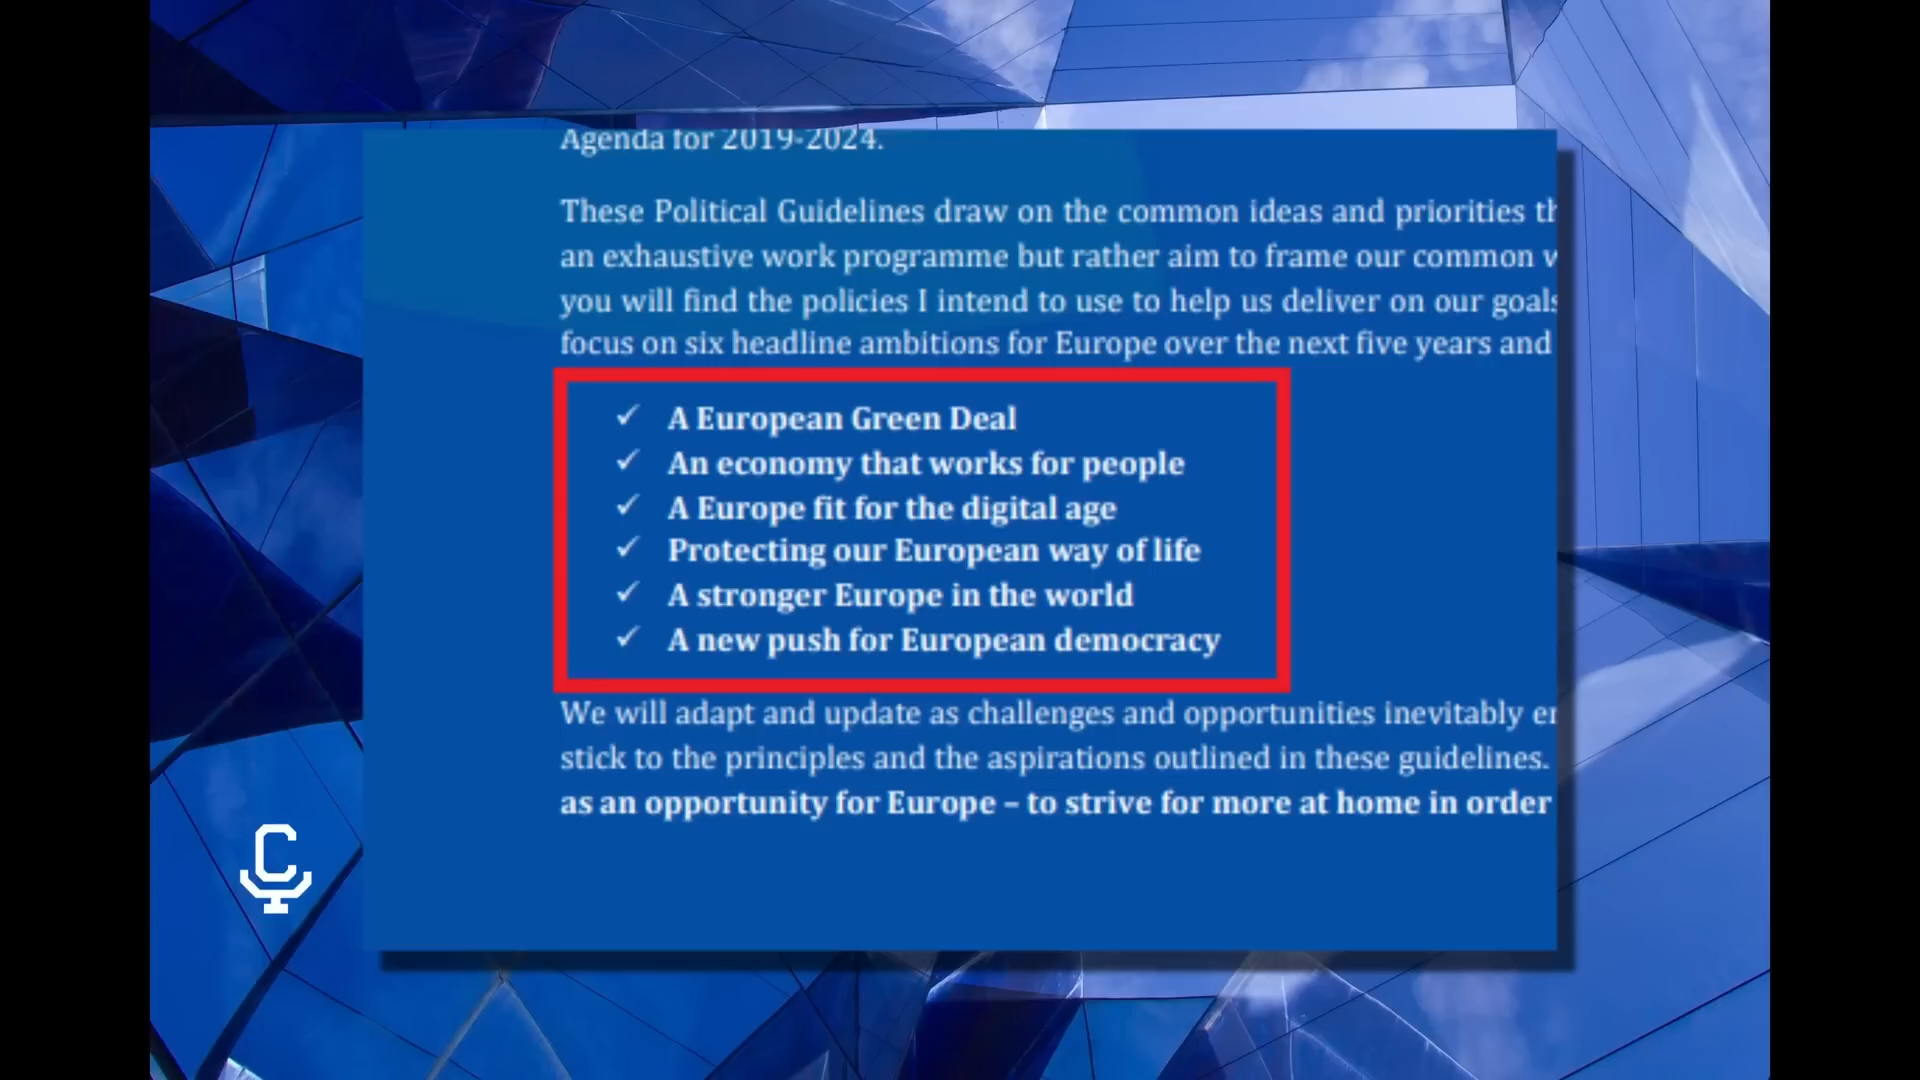 Agenda for 2019-2024.
These Political Guidelines draw on the common ideas and priorities
an exhaustive work programme but rather aim to frame our common
you will find the policies I intend to use to help us deliver on our goals
focus on six headline ambitions for Europe over the next five years and
✓ A European Green Deal
✓ An economy that works for people
✓ A Europe fit for the digital age
✓ Protecting our European way of life
✓ A stronger Europe in the world
✓ A new push for European democracy
We will adapt and update as challenges and opportunities inevitably
stick to the principles and the aspirations outlined in these guidelines.
as an opportunity for Europe – to strive for more at home in order
C